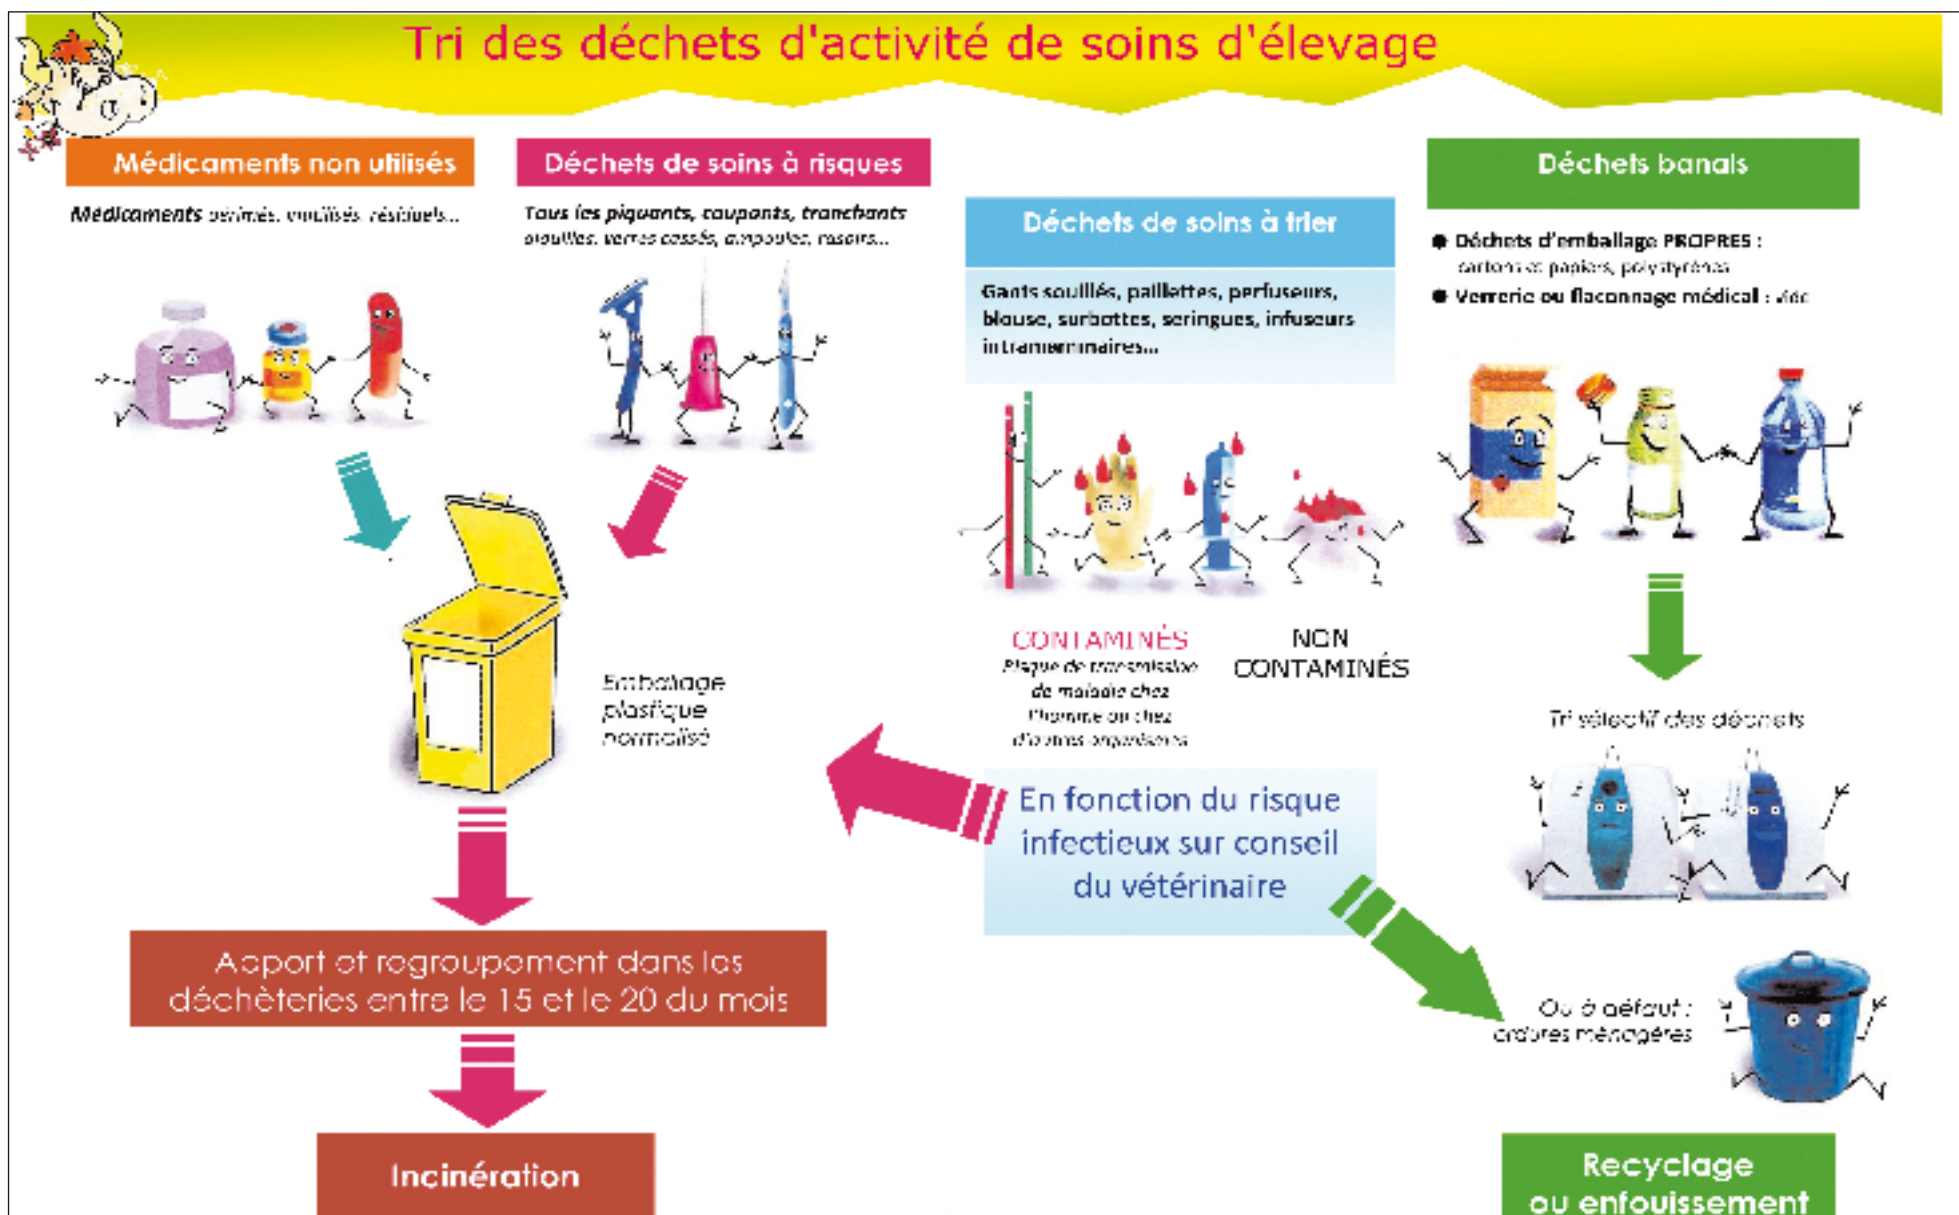 Tri des déchets d'activité de soins d'élevage
Médicaments non utilisés
Médicaments périmés, inutilisés, résiduels...
Déchets de soins à risques
Tous les piquants, coupants, tranchants
aiguilles, verres cassés, ampoules, rasoirs...
Déchets de soins à trier
Gants souillés, paillettes, perfuseurs,
blouse, surbottes, seringues, infuseurs
intramammaires...
Déchets banals
● Déchets d'emballage PROPRES :
cartons et papiers, polystyrènes
● Verrerie ou flaconnage médical : vide
CONTAMINÉS
Risque de transmission
de maladie chez
l'homme ou chez
d'autres organismes
NON
CONTAMINÉS
Emballage
plastique
normalisé
Tri sélectif des déchets
En fonction du risque
infectieux sur conseil
du vétérinaire
Apport et regroupement dans les
déchèteries entre le 15 et le 20 du mois
Ou à défaut :
ordures ménagères
Incinération
Recyclage
ou enfouissement